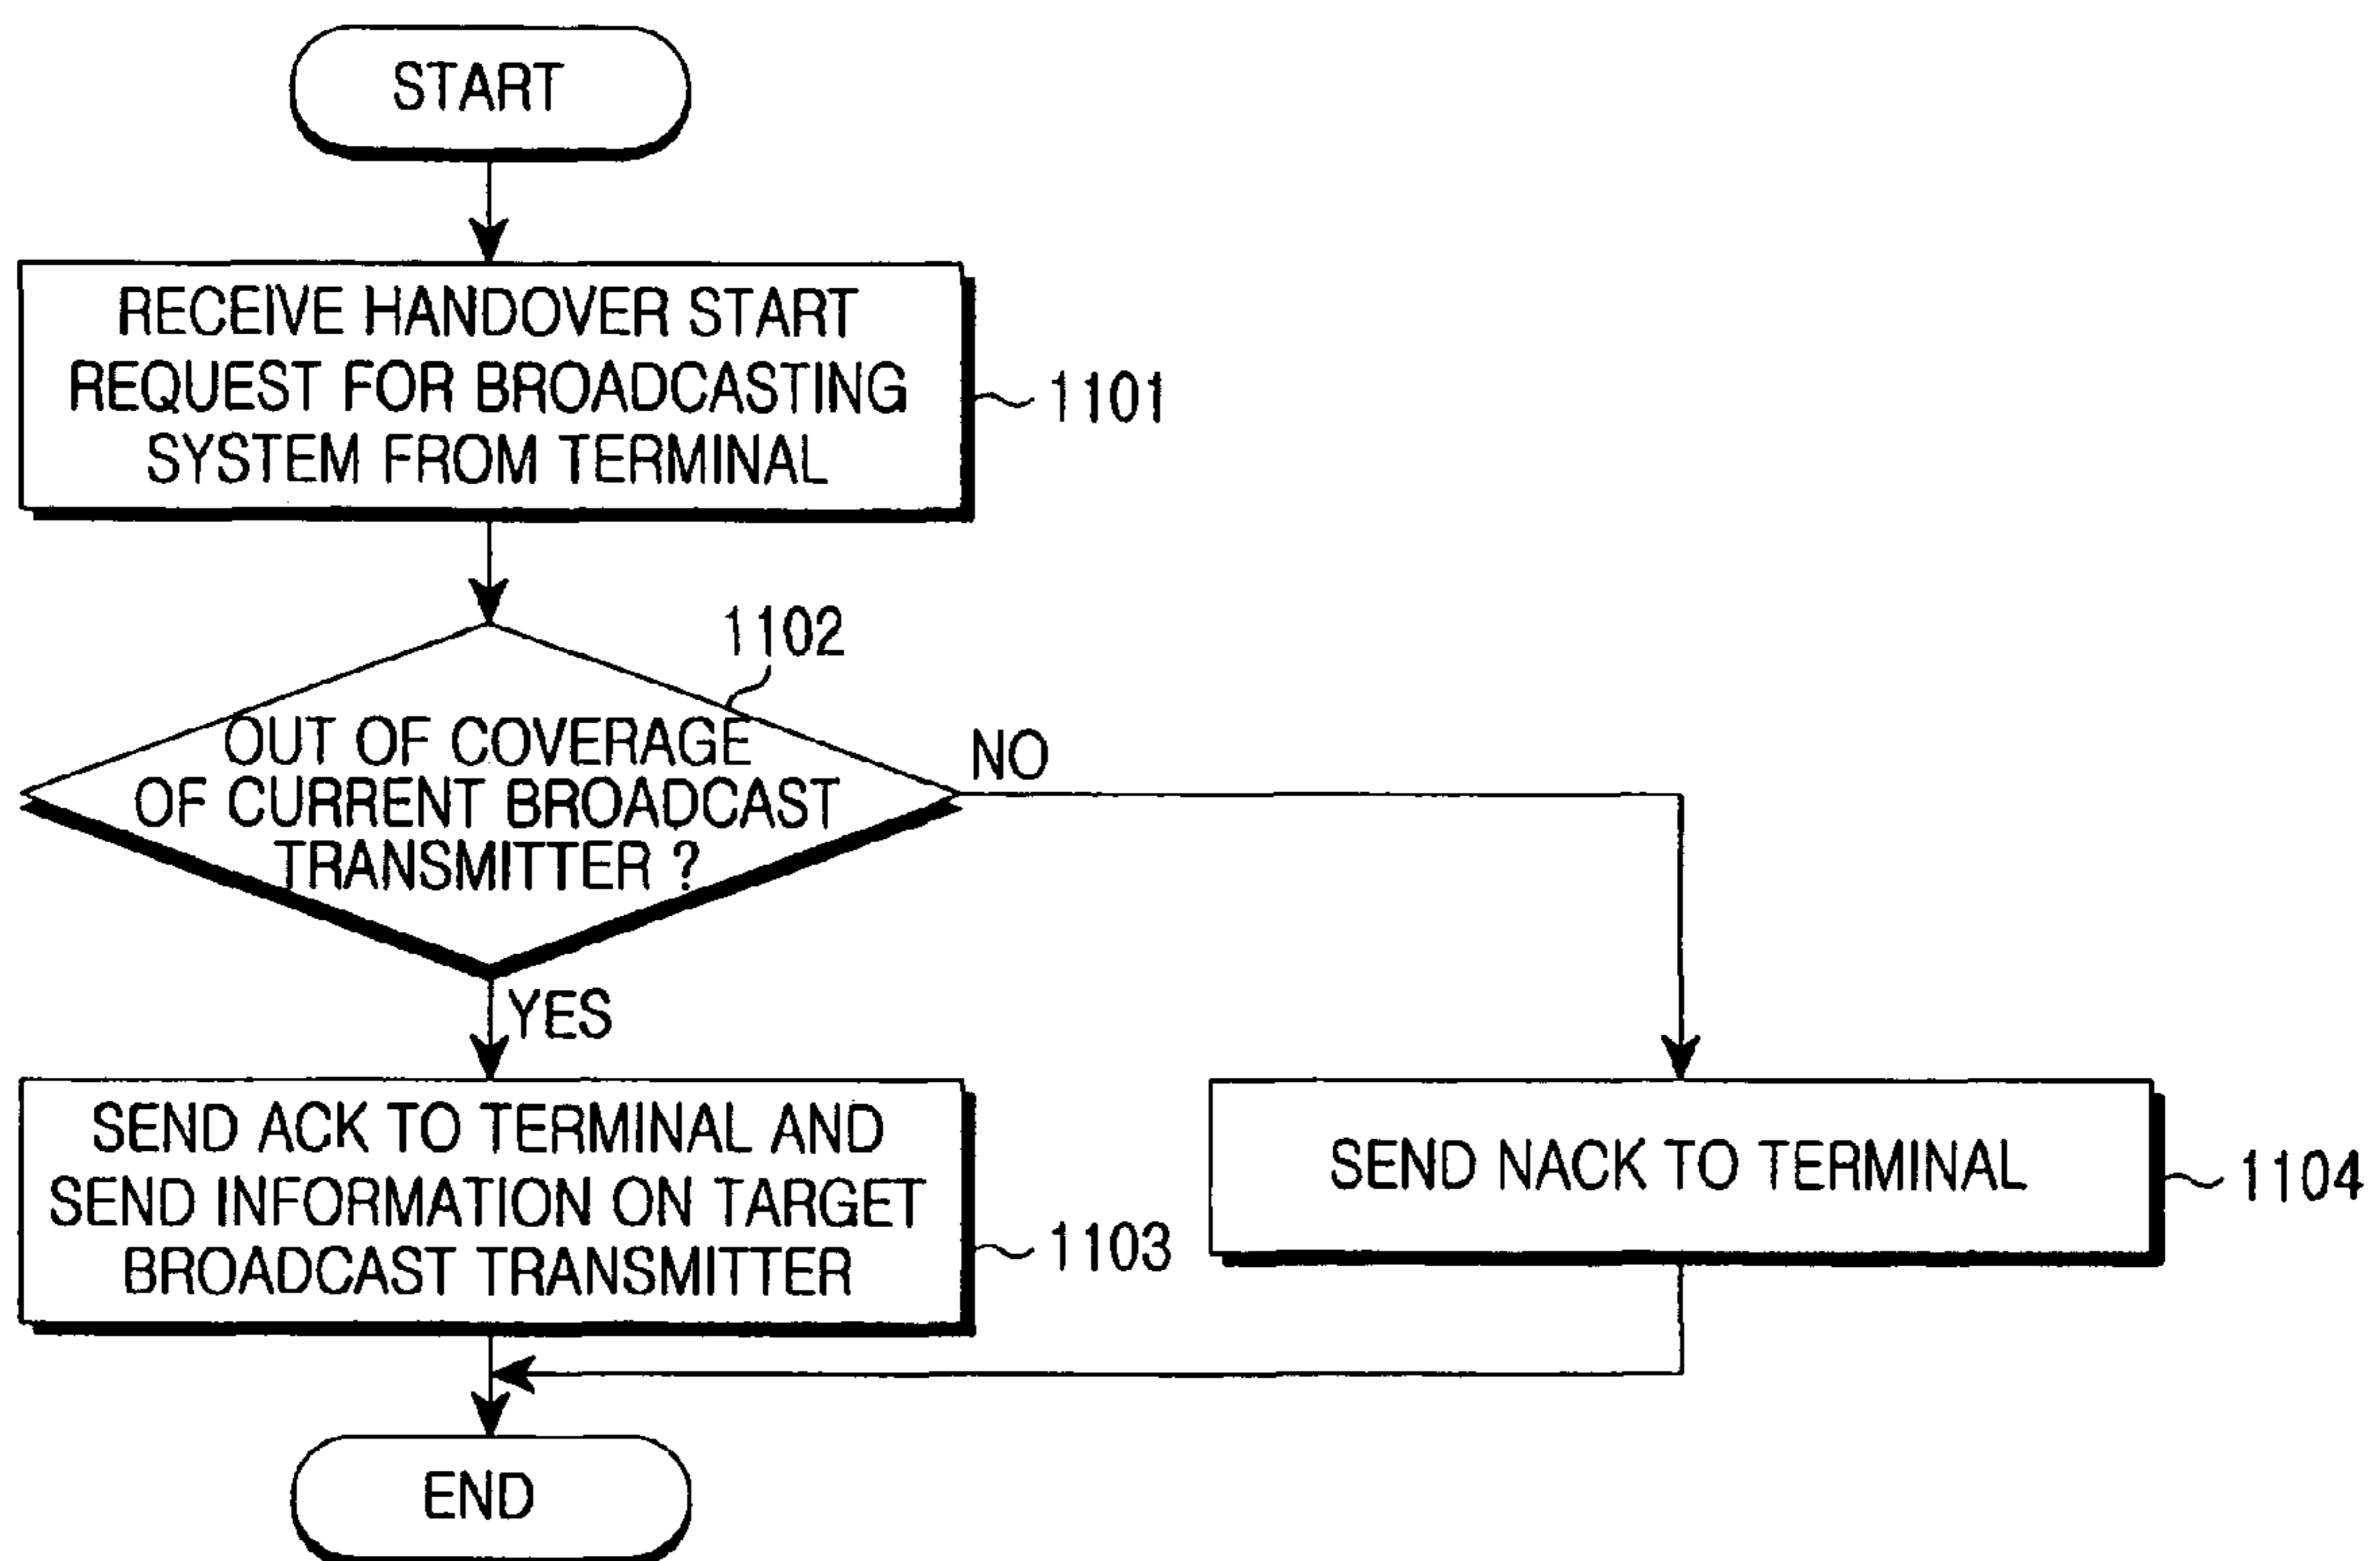 START
RECEIVE HANDOVER START
REQUEST FOR BROADCASTING
SYSTEM FROM TERMINAL
1101
1102
OUT OF COVERAGE
OF CURRENT BROADCAST
TRANSMITTER ?
NO
YES
SEND ACK TO TERMINAL AND
SEND INFORMATION ON TARGET
BROADCAST TRANSMITTER
1103
SEND NACK TO TERMINAL
1104
END